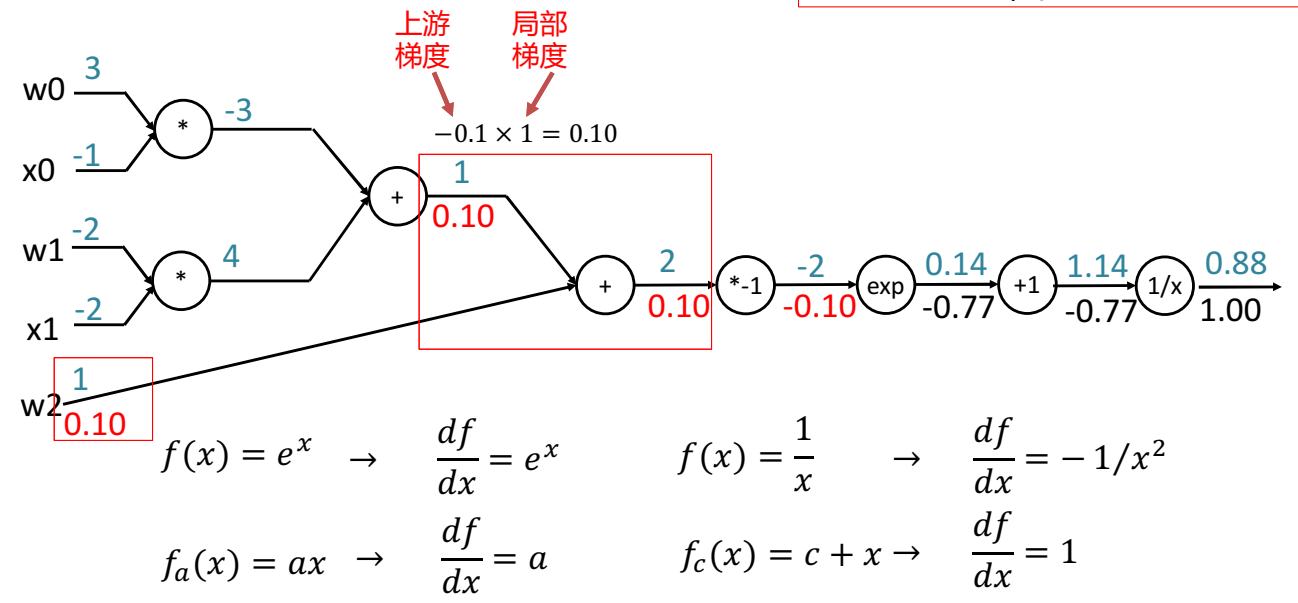 上游 局部
梯度 梯度
−0.1 × 1 = 0.10
w0 3
* -3
x0 -1
+ 1
0.10
w1 -2
* 4
x1 -2
+ 2 *-1 -2 exp 0.14 +1 1.14 1/x 0.88
0.10 -0.10 -0.77 -0.77 1.00
w2 1
0.10
f(x) = e^x → df/dx = e^x f(x) = 1/x → df/dx = − 1/x^2
f_a(x) = ax → df/dx = a f_c(x) = c + x → df/dx = 1